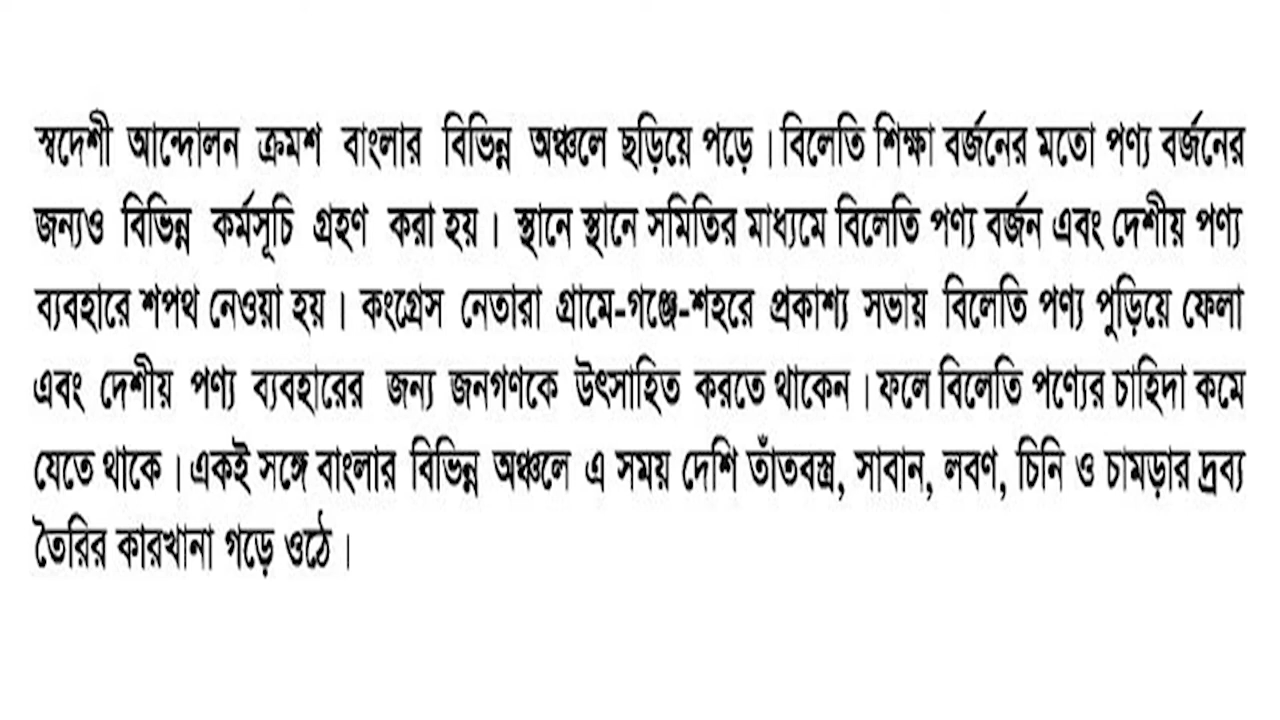 স্বদেশী আন্দোলন ক্রমশ বাংলার বিভিন্ন অঞ্চলে ছড়িয়ে পড়ে। বিলেতি শিক্ষা বর্জনের মতো পণ্য বর্জনের
জন্যও বিভিন্ন কর্মসূচি গ্রহণ করা হয়। স্থানে স্থানে সমিতির মাধ্যমে বিলেতি পণ্য বর্জন এবং দেশীয় পণ্য
ব্যবহারে শপথ নেওয়া হয়। কংগ্রেস নেতারা গ্রামে-গঞ্জে-শহরে প্রকাশ্য সভায় বিলেতি পণ্য পুড়িয়ে ফেলা
এবং দেশীয় পণ্য ব্যবহারের জন্য জনগণকে উৎসাহিত করতে থাকেন। ফলে বিলেতি পণ্যের চাহিদা কমে
যেতে থাকে। একই সঙ্গে বাংলার বিভিন্ন অঞ্চলে এ সময় দেশি তাঁতবস্ত্র, সাবান, লবণ, চিনি ও চামড়ার দ্রব্য
তৈরির কারখানা গড়ে ওঠে।